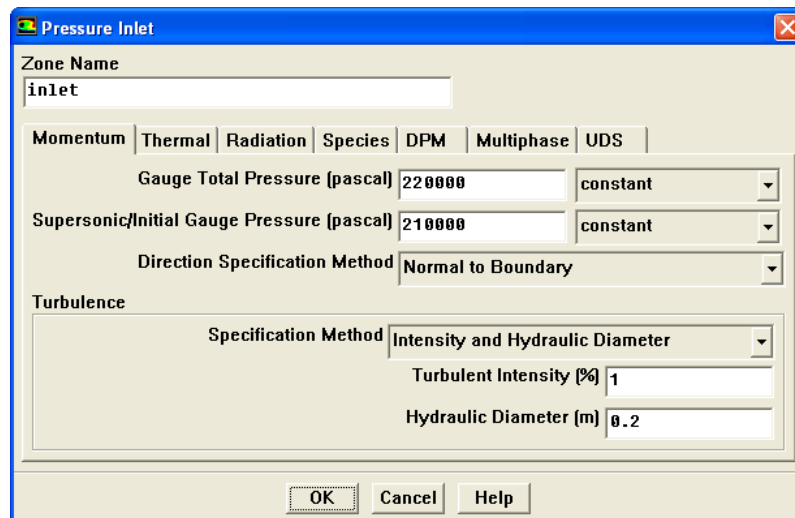 Pressure Inlet
Zone Name
inlet
Momentum Thermal Radiation Species DPM Multiphase UDS
Gauge Total Pressure (pascal) 220000 constant
Supersonic/Initial Gauge Pressure (pascal) 210000 constant
Direction Specification Method Normal to Boundary
Turbulence
Specification Method Intensity and Hydraulic Diameter
Turbulent Intensity (%) 1
Hydraulic Diameter (m) 0.2
OK Cancel Help